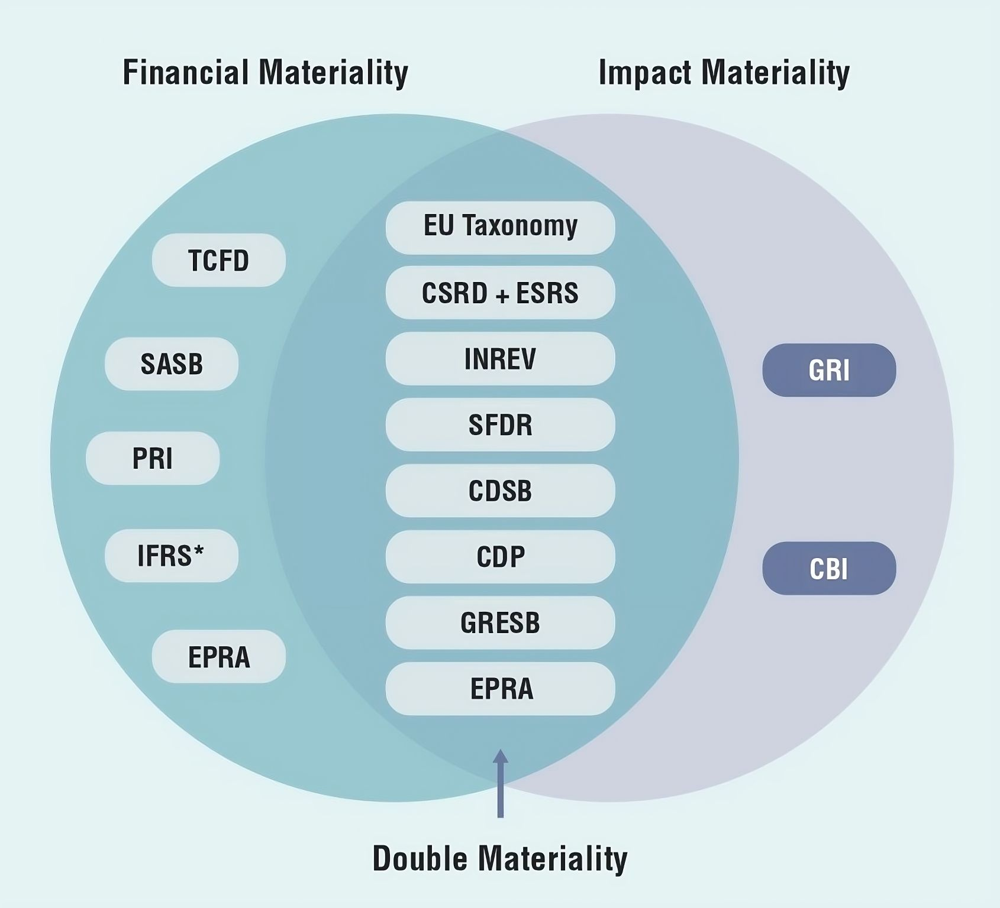 Financial Materiality
Impact Materiality
TCFD
SASB
PRI
IFRS*
EPRA
EU Taxonomy
CSRD + ESRS
INREV
SFDR
CDSB
CDP
GRESB
EPRA
GRI
CBI
Double Materiality